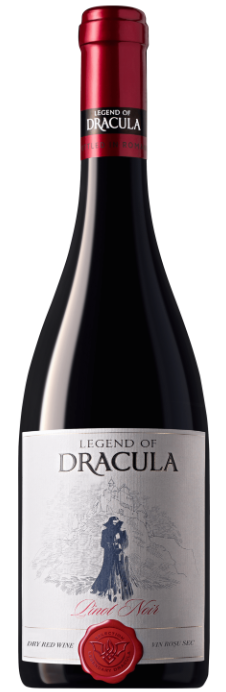 LEGEND OF
DRACULA
LEGEND OF
DRACULA
Pinot Noir
DRY RED WINE VIN ROSU SEC